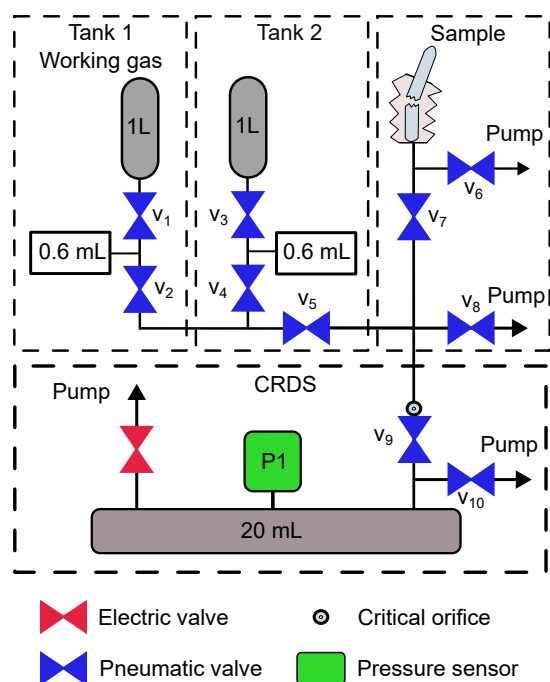 Tank 1
Working gas
Tank 2
Sample
1L
1L
Pump
v1
v3
v6
v7
0.6 mL
0.6 mL
v2
v4
v5
v8
Pump
CRDS
Pump
v9
Pump
P1
v10
20 mL
Electric valve
Critical orifice
Pneumatic valve
Pressure sensor